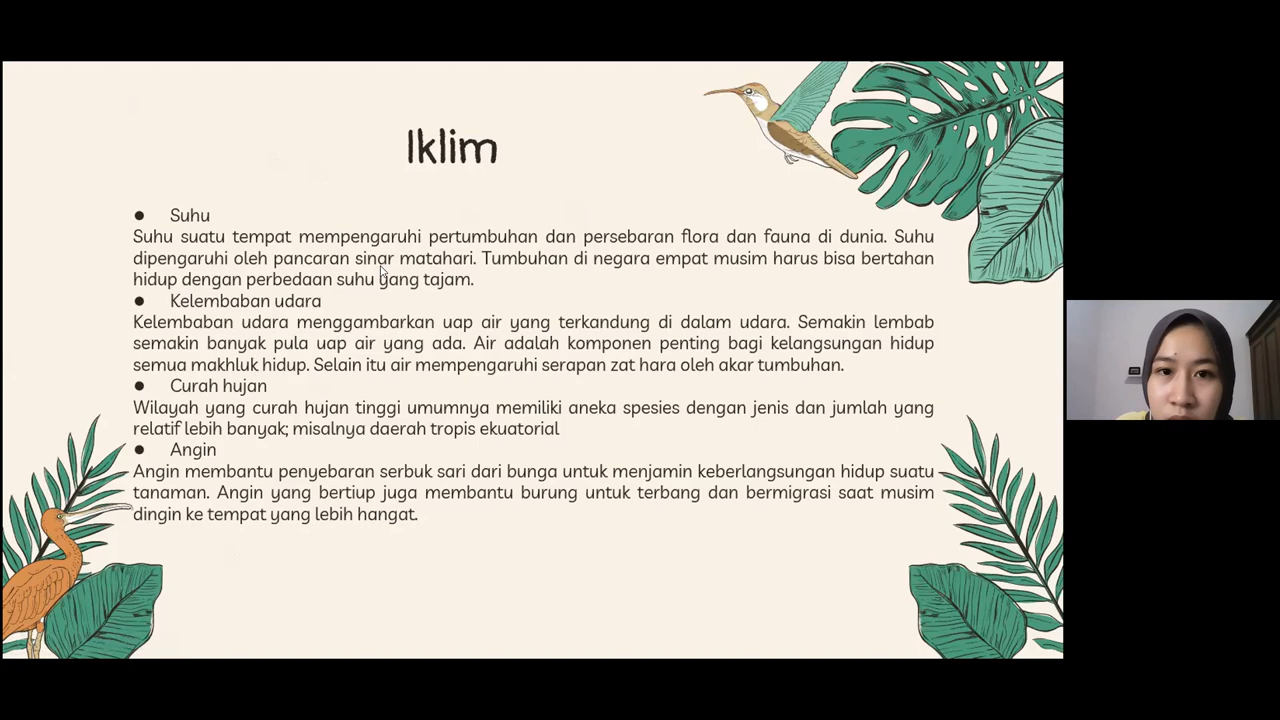 Iklim
● Suhu
Suhu suatu tempat mempengaruhi pertumbuhan dan persebaran flora dan fauna di dunia. Suhu
dipengaruhi oleh pancaran sinar matahari. Tumbuhan di negara empat musim harus bisa bertahan
hidup dengan perbedaan suhu yang tajam.
● Kelembaban udara
Kelembaban udara menggambarkan uap air yang terkandung di dalam udara. Semakin lembab
semakin banyak pula uap air yang ada. Air adalah komponen penting bagi kelangsungan hidup
semua makhluk hidup. Selain itu air mempengaruhi serapan zat hara oleh akar tumbuhan.
● Curah hujan
Wilayah yang curah hujan tinggi umumnya memiliki aneka spesies dengan jenis dan jumlah yang
relatif lebih banyak; misalnya daerah tropis ekuatorial
● Angin
Angin membantu penyebaran serbuk sari dari bunga untuk menjamin keberlangsungan hidup suatu
tanaman. Angin yang bertiup juga membantu burung untuk terbang dan bermigrasi saat musim
dingin ke tempat yang lebih hangat.